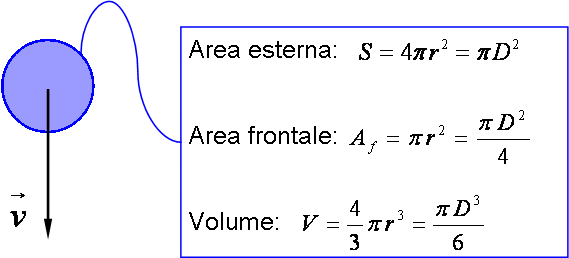 Area esterna: S = 4πr² = πD²
Area frontale: A_f = πr² = πD²/4
v⃗
Volume: V = 4/3 πr³ = πD³/6